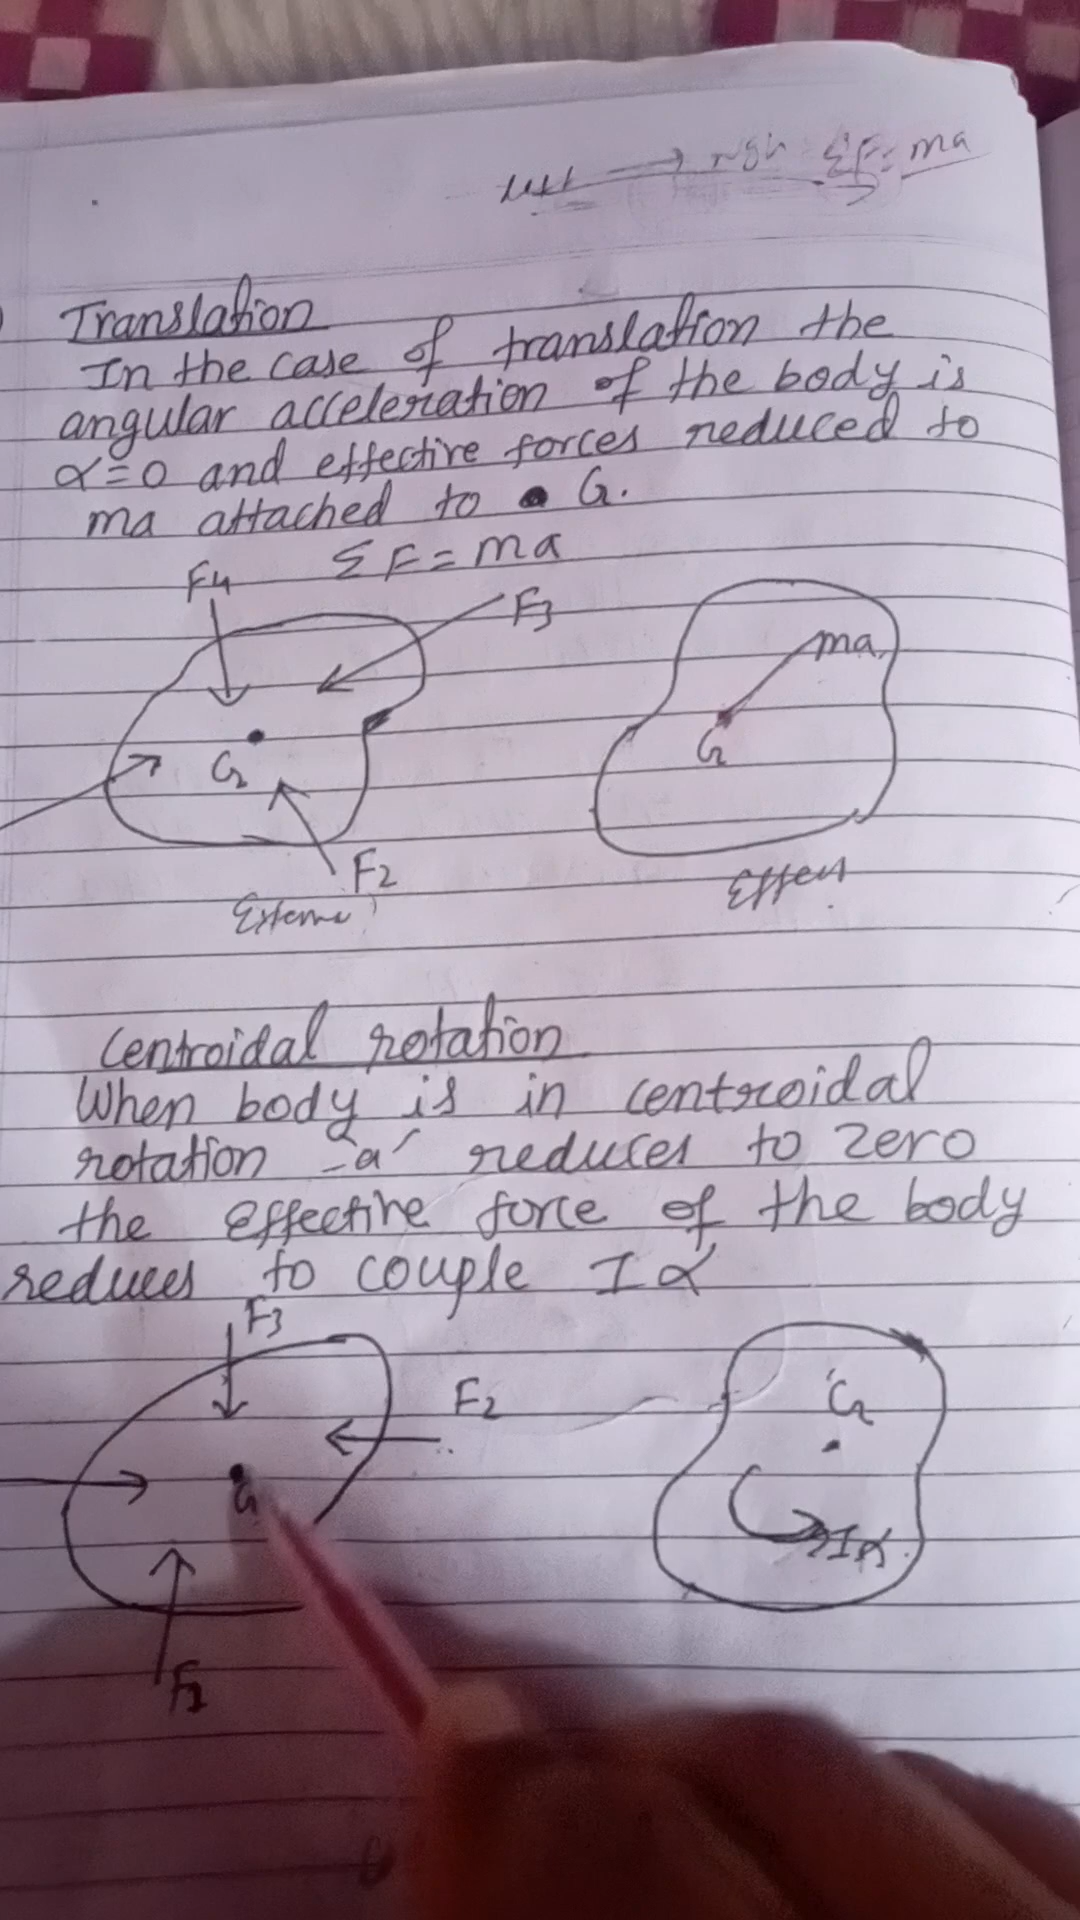 ΣF= ma
Translation
In the case of translation the
angular acceleration of the body is
α=0 and effective forces reduced to
ma attached to G.
ΣF=ma
F4
F3
ma
G
G
F2
Effect
Centroidal rotation
When body is in centroidal
rotation 'a' reduces to zero
the effective force of the body
reduces to couple Iα
F3
F2
G
G
Iα
F1